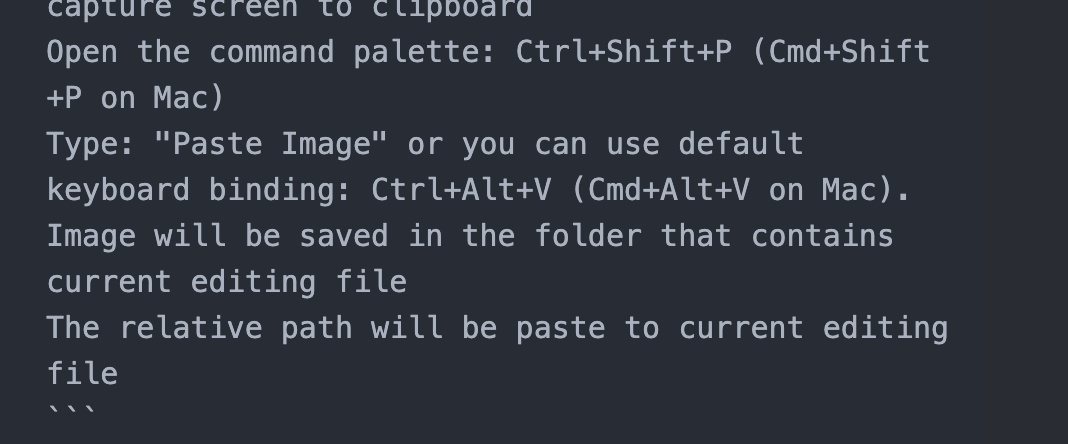 capture screen to clipboard
Open the command palette: Ctrl+Shift+P (Cmd+Shift
+P on Mac)
Type: "Paste Image" or you can use default
keyboard binding: Ctrl+Alt+V (Cmd+Alt+V on Mac).
Image will be saved in the folder that contains
current editing file
The relative path will be paste to current editing
file
```